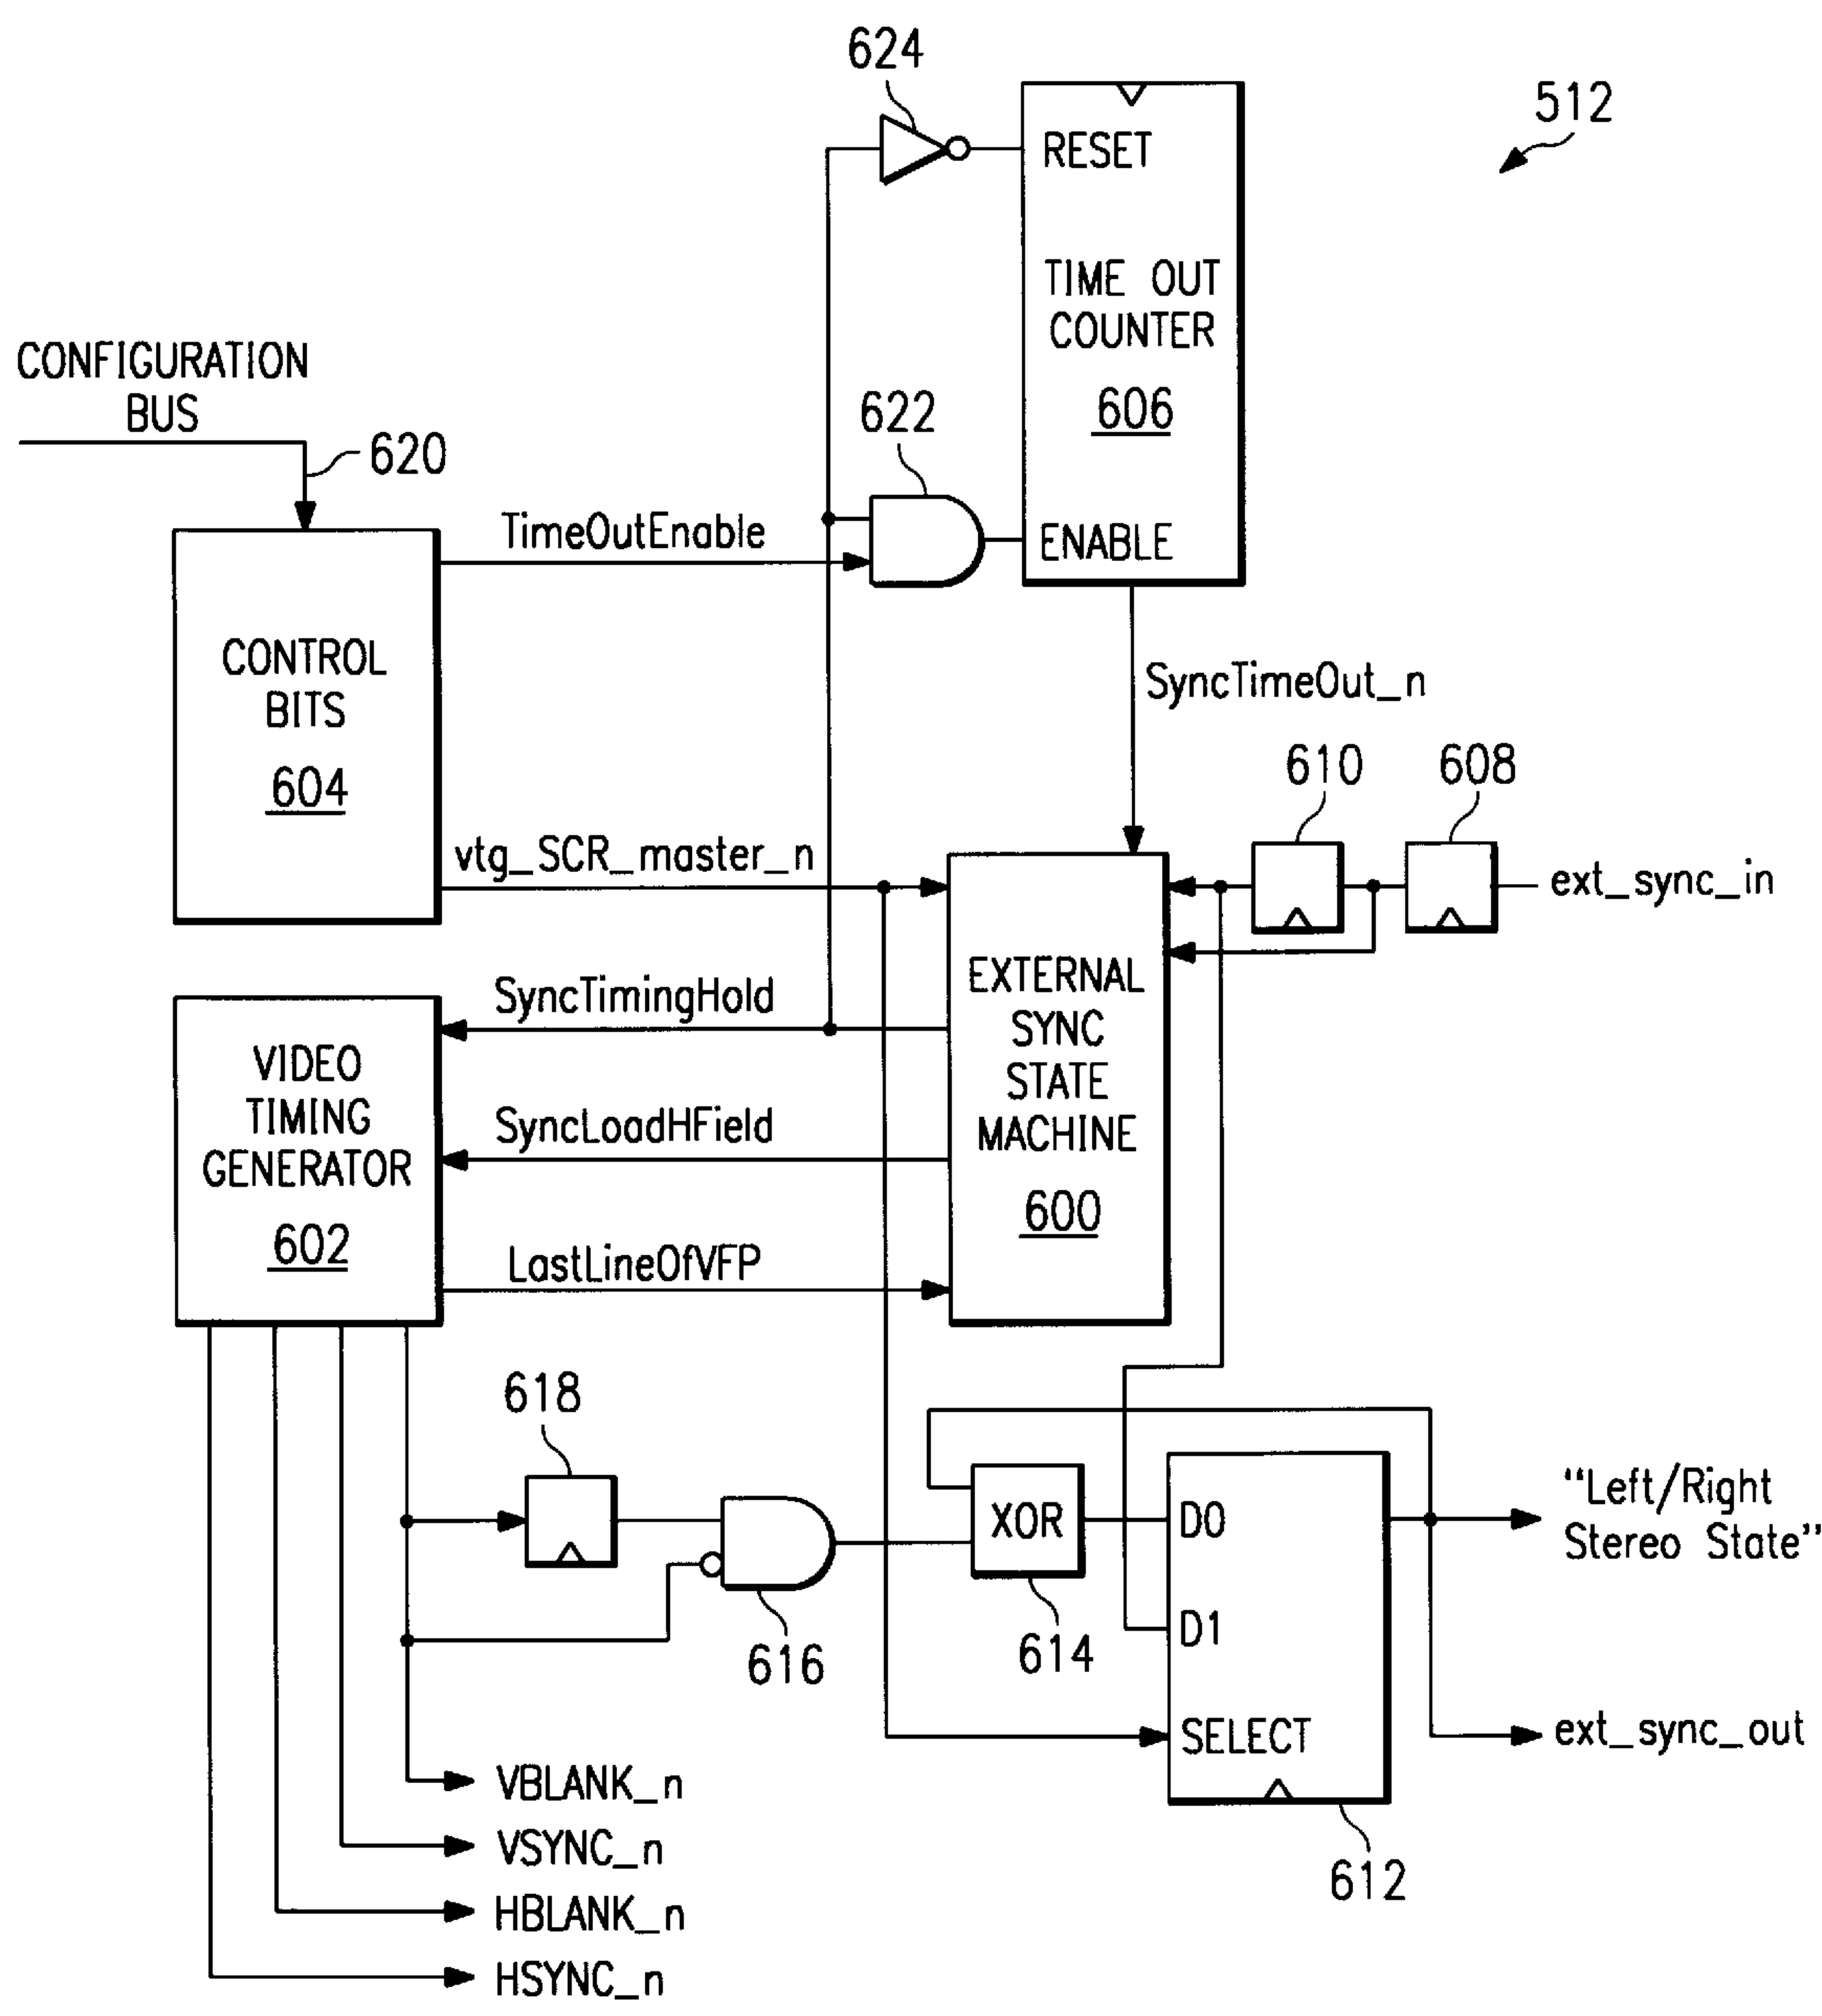 624
512
RESET
TIME OUT
COUNTER
606
CONFIGURATION
BUS
620
622
TimeOutEnable
ENABLE
CONTROL
BITS
604
SyncTimeOut_n
610
608
vtg_SCR_master_n
ext_sync_in
SyncTimingHold
EXTERNAL
SYNC
STATE
MACHINE
600
VIDEO
TIMING
GENERATOR
602
SyncLoadHField
LastLineOfVFP
618
616
XOR
614
D0
D1
SELECT
612
"Left/Right
Stereo State"
ext_sync_out
VBLANK_n
VSYNC_n
HBLANK_n
HSYNC_n